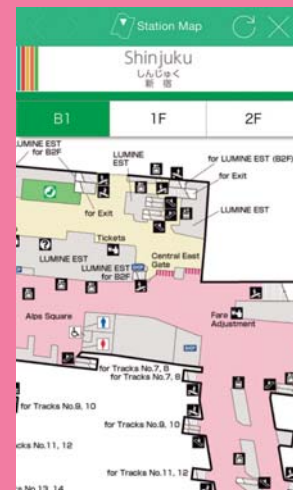 Station Map
Shinjuku
しんじゅく
新 宿
B1
1F
2F
LUMINE EST
for B2F
LUMINE
EST
for LUMINE EST (B2F)
for Exit
for Exit
LUMINE EST
Tickets
LUMINE EST
LUMINE EST
for B2F
Central East
Gate
Alps Square
Fare
Adjustment
for Tracks No.7, 8
for Tracks No.7, 8
for Tracks No.9, 10
for Tracks No.9, 10
cks No.11, 12
for Tracks No.11, 12
ks No.13, 14